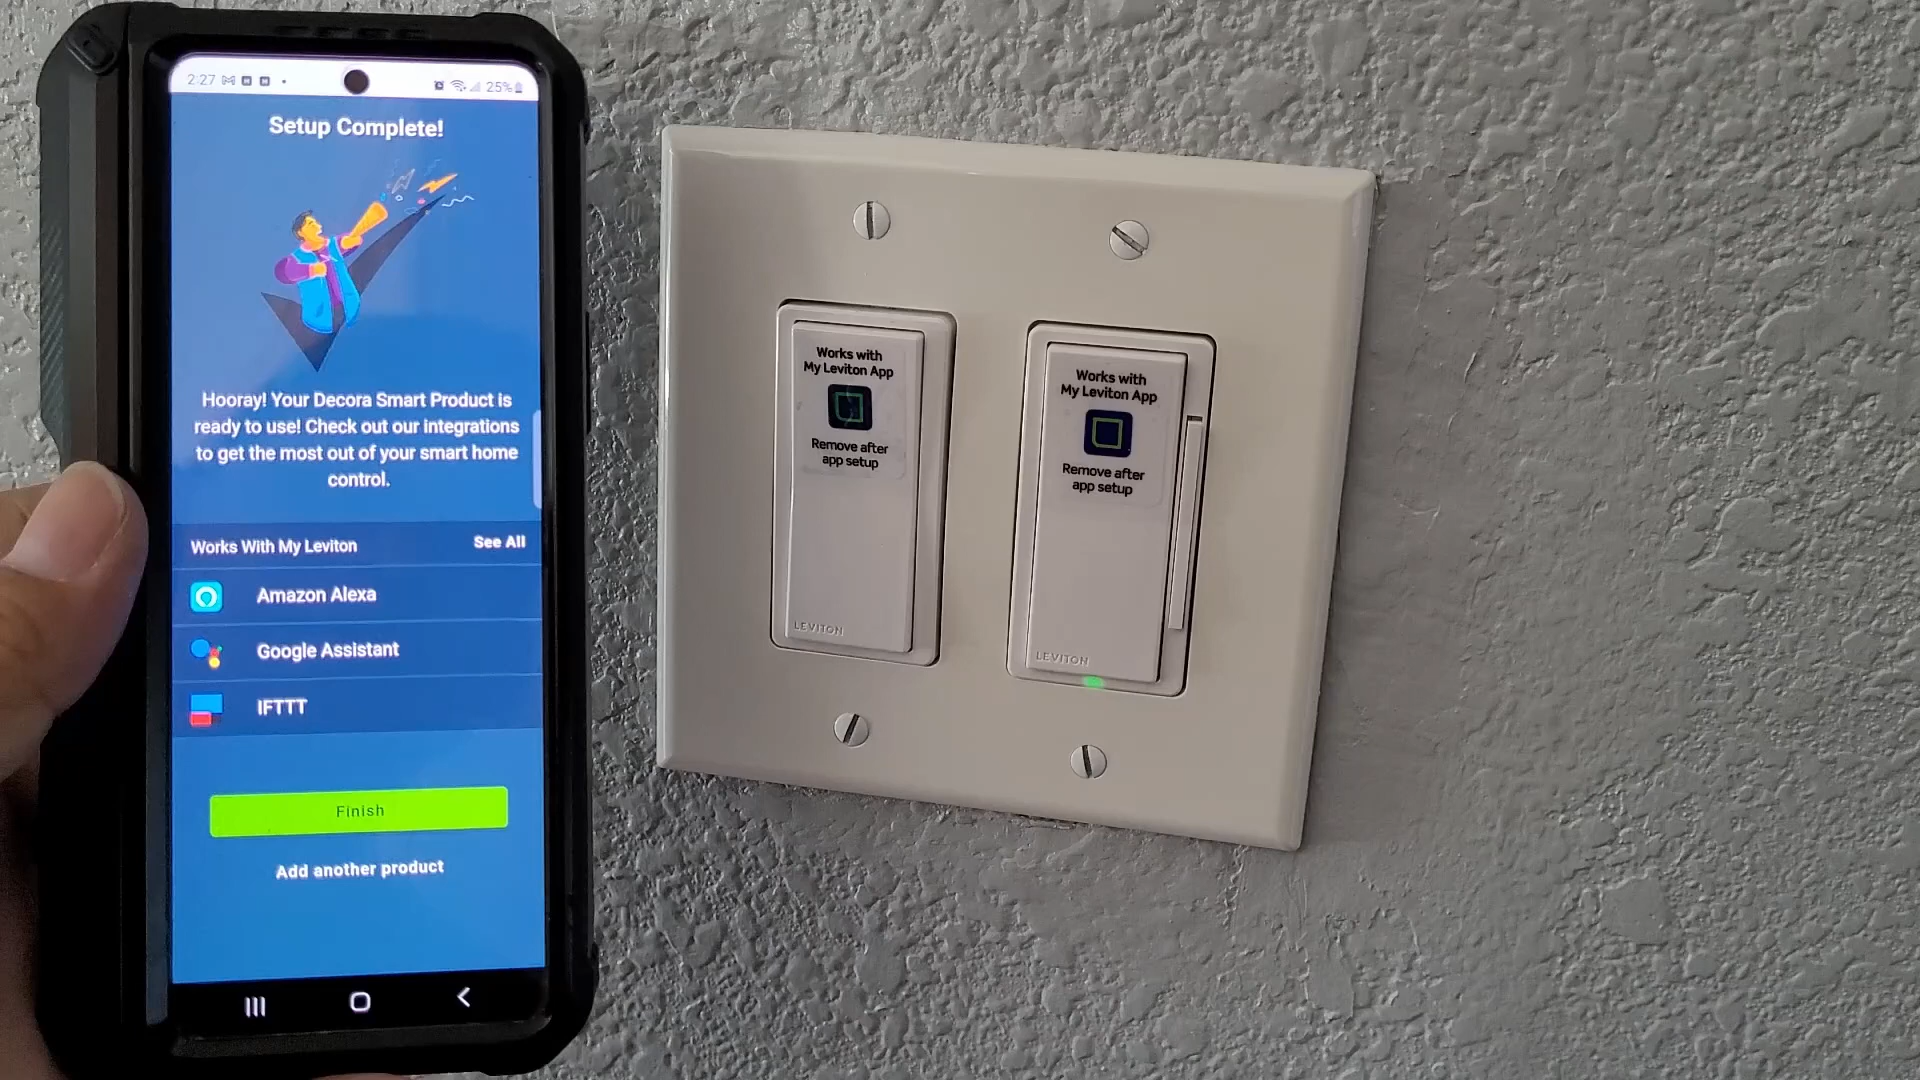 2:27
25%
Setup Complete!
Hooray! Your Decora Smart Product is
ready to use! Check out our integrations
to get the most out of your smart home
control.
Works With My Leviton
See All
Amazon Alexa
Google Assistant
IFTTT
Finish
Add another product
Works with
My Leviton App
Remove after
app setup
LEVITON
Works with
My Leviton App
Remove after
app setup
LEVITON